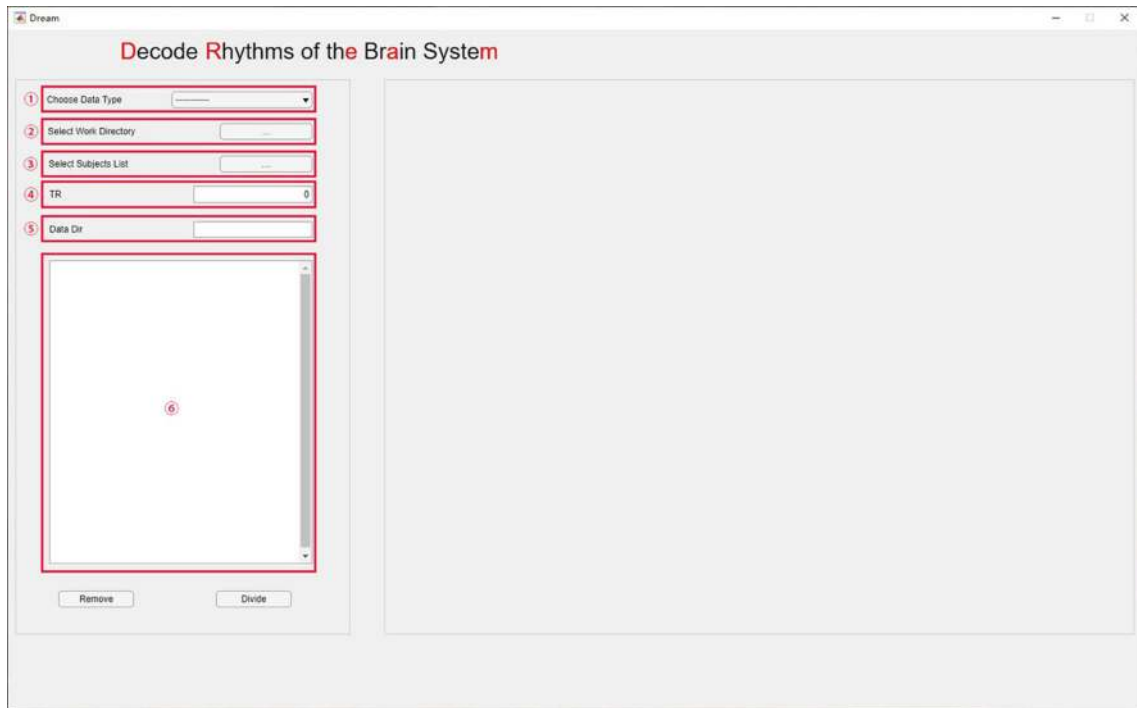 Dream
Decode Rhythms of the Brain System
① Choose Data Type ----------
② Select Work Directory ...
③ Select Subjects List ...
④ TR 0
⑤ Data Dir
⑥
Remove Divide